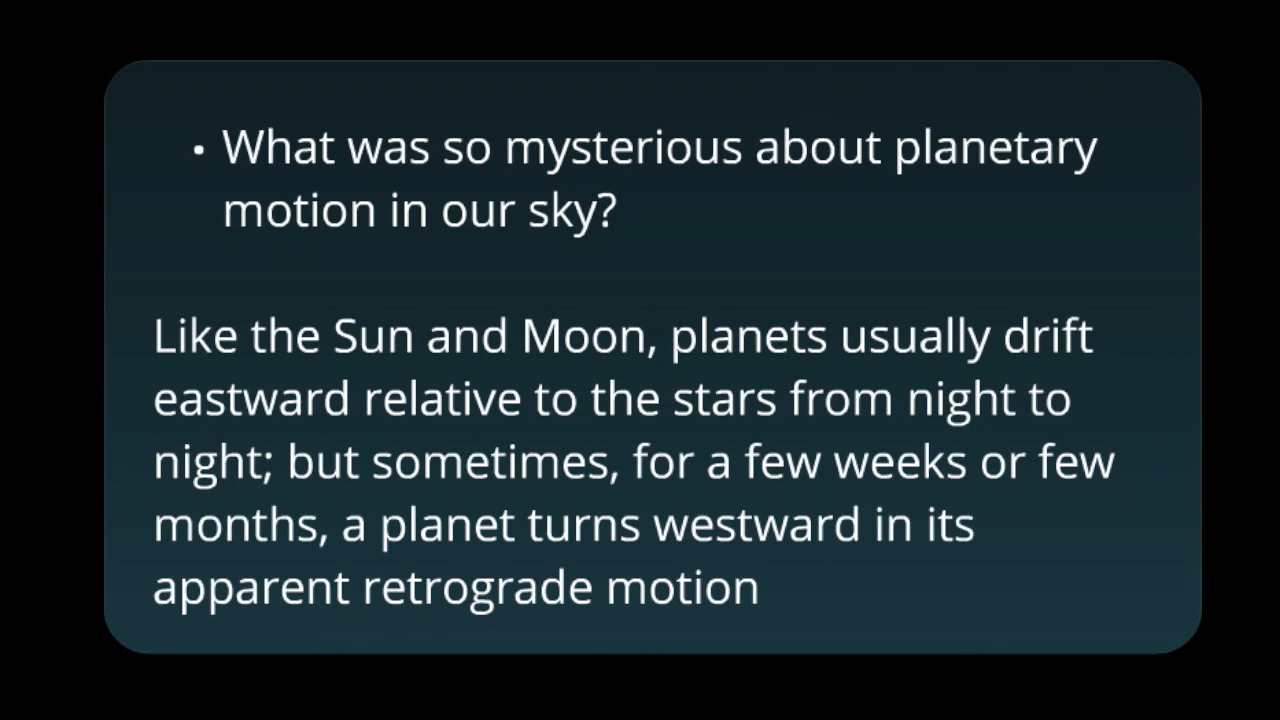 • What was so mysterious about planetary
motion in our sky?
Like the Sun and Moon, planets usually drift
eastward relative to the stars from night to
night; but sometimes, for a few weeks or few
months, a planet turns westward in its
apparent retrograde motion